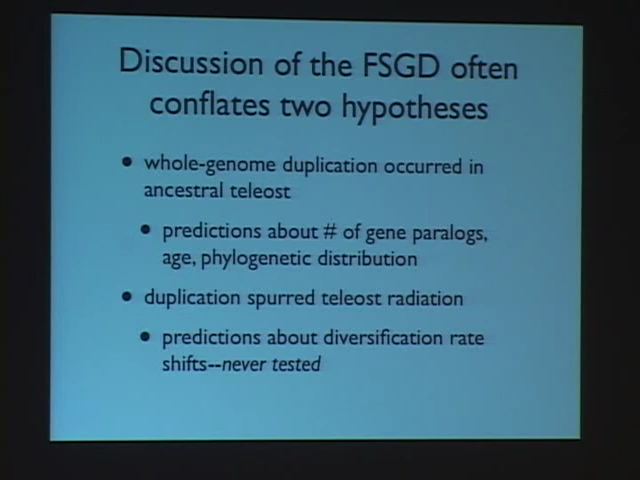 Discussion of the FSGD often
conflates two hypotheses
• whole-genome duplication occurred in
ancestral teleost
• predictions about # of gene paralogs,
age, phylogenetic distribution
• duplication spurred teleost radiation
• predictions about diversification rate
shifts--never tested